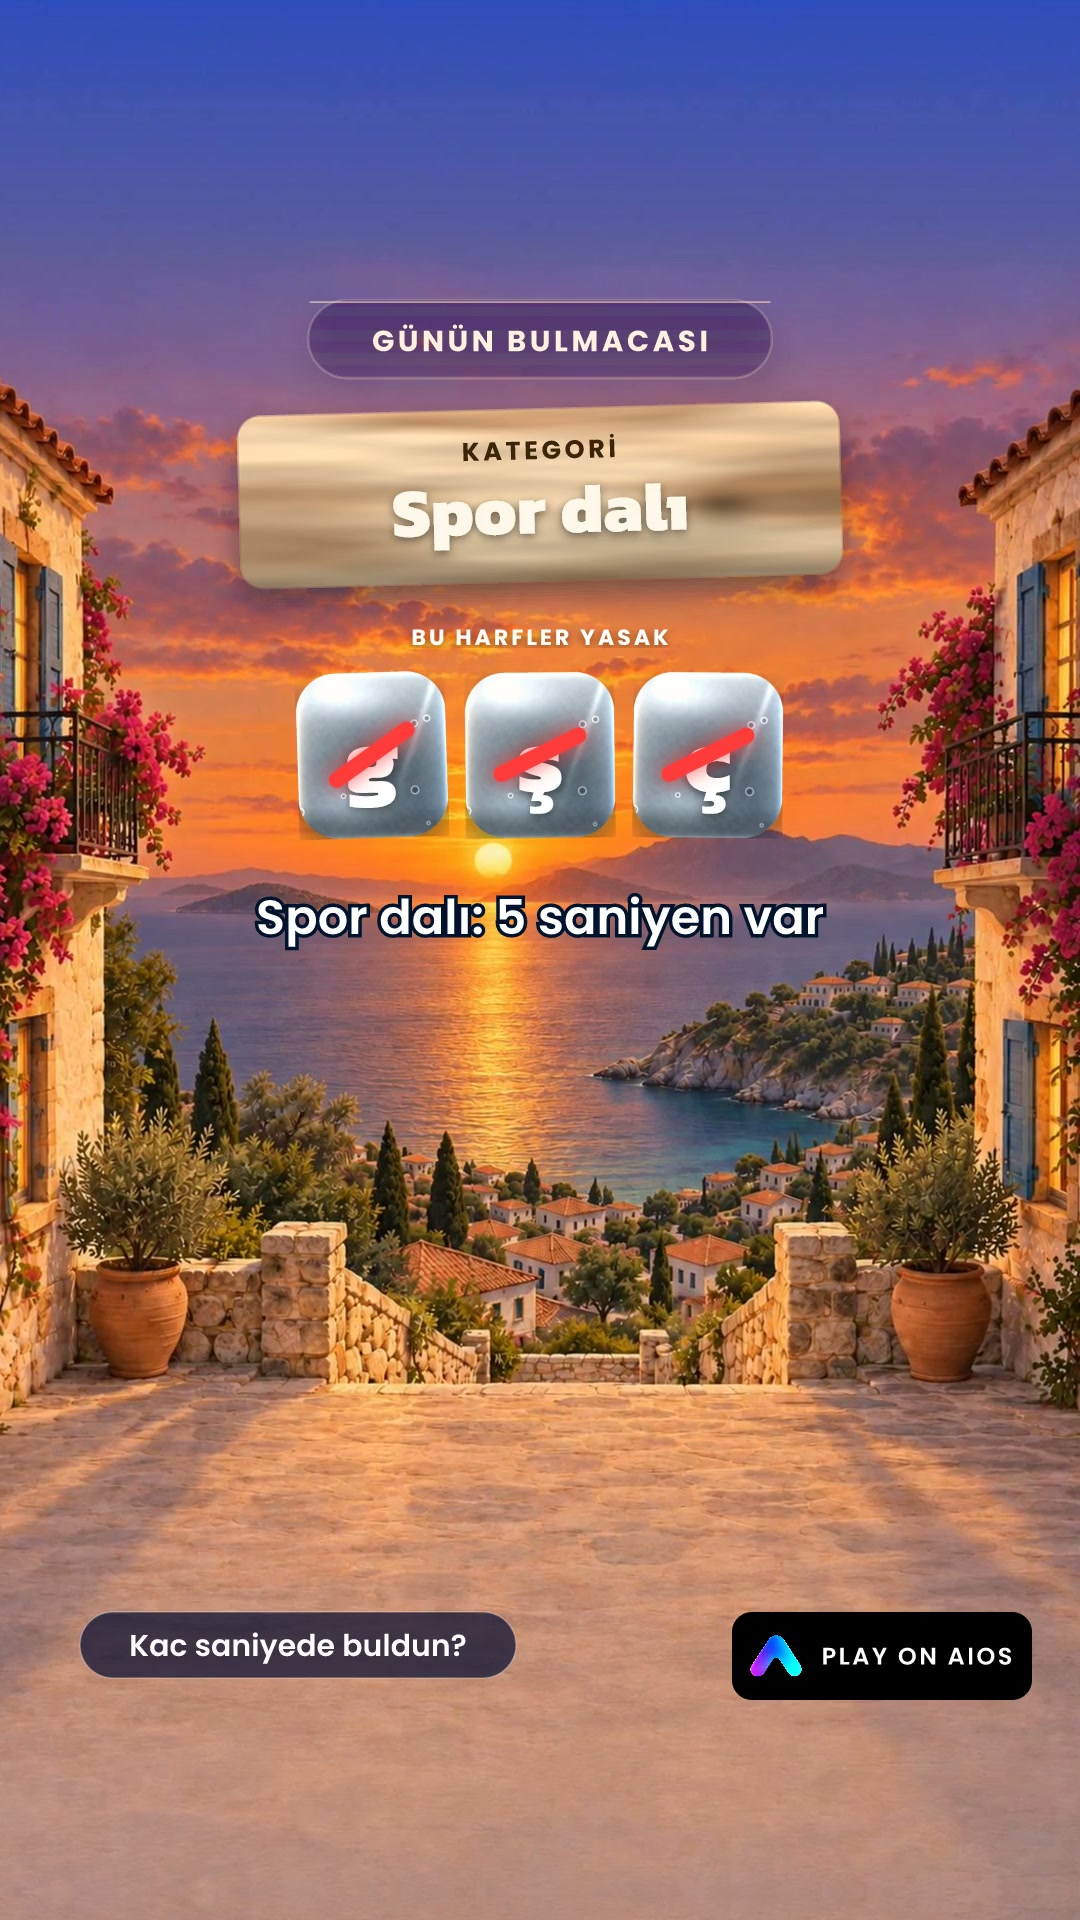 GÜNÜN BULMACASI
KATEGORİ
Spor dalı
BU HARFLER YASAK
ğ ş ç
Spor dalı: 5 saniyen var
Kac saniyede buldun?
PLAY ON AIOS